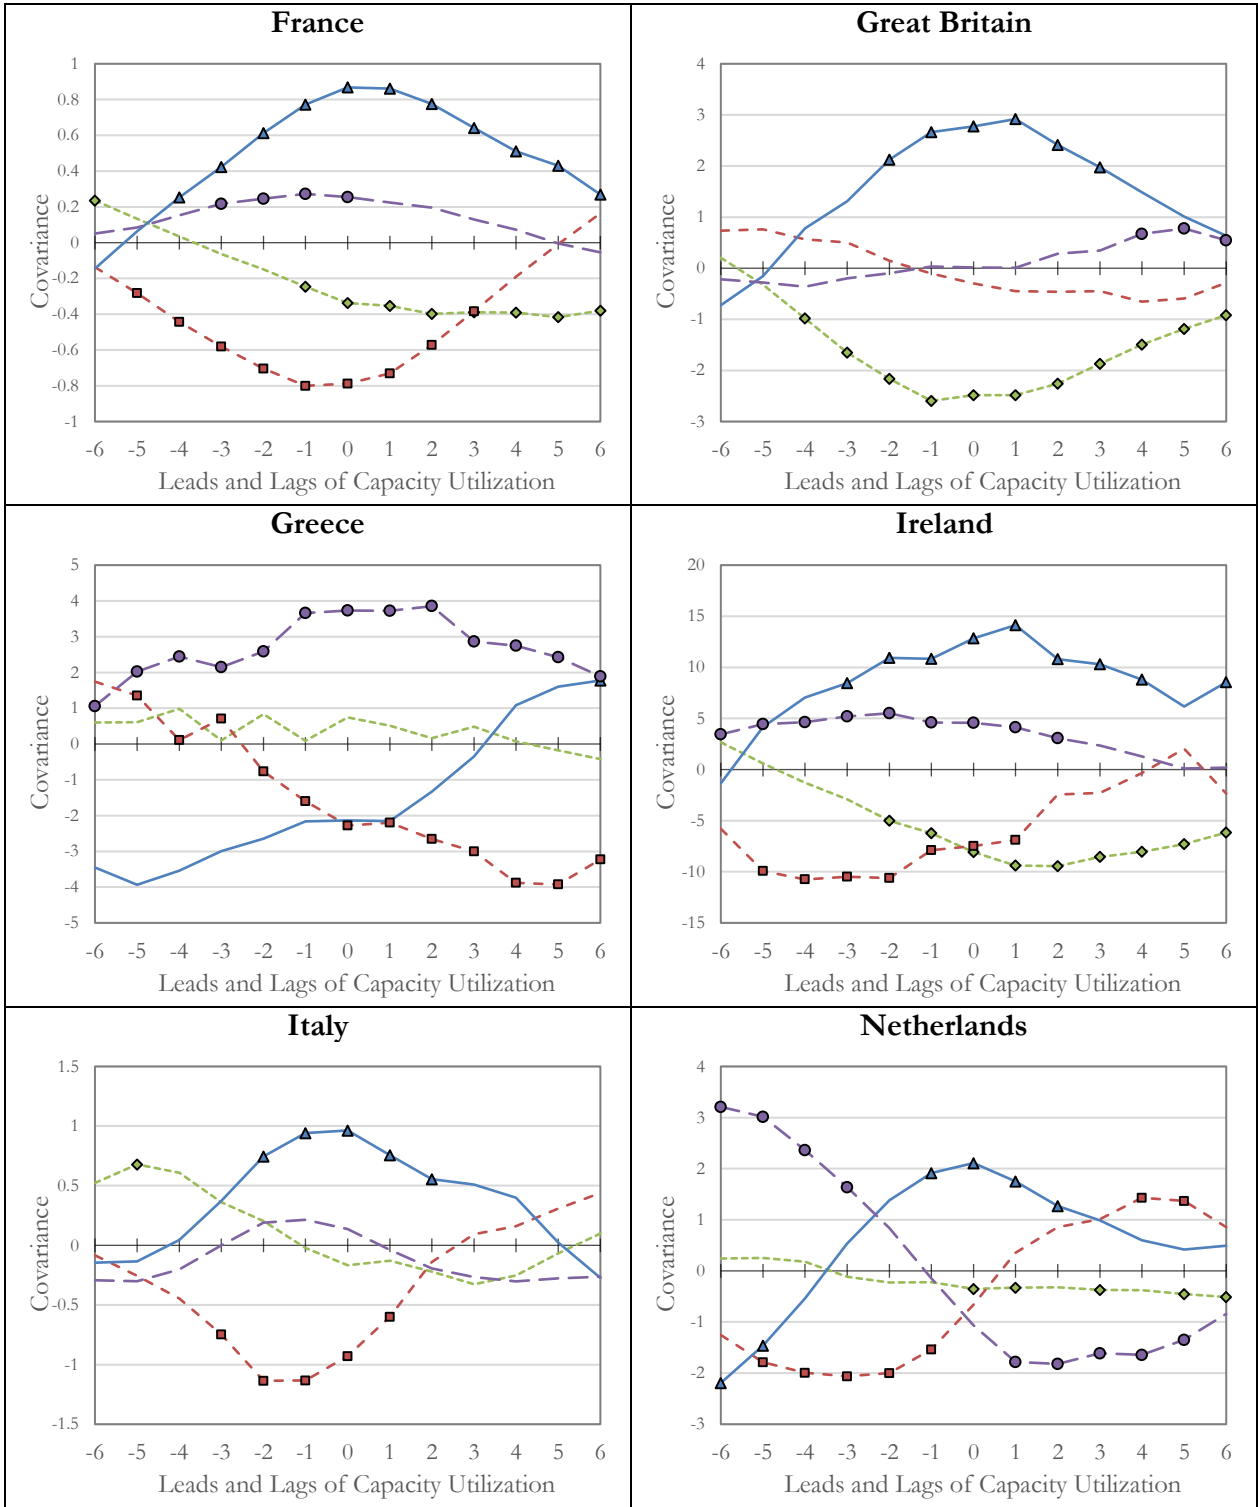 France
1
0.8
0.6
0.4
0.2
0
-0.2
-0.4
-0.6
-0.8
-1
Covariance
-6 -5 -4 -3 -2 -1 0 1 2 3 4 5 6
Leads and Lags of Capacity Utilization
Great Britain
4
3
2
1
0
-1
-2
-3
Covariance
-6 -5 -4 -3 -2 -1 0 1 2 3 4 5 6
Leads and Lags of Capacity Utilization
Greece
5
4
3
2
1
0
-1
-2
-3
-4
-5
Covariance
-6 -5 -4 -3 -2 -1 0 1 2 3 4 5 6
Leads and Lags of Capacity Utilization
Ireland
20
15
10
5
0
-5
-10
-15
Covariance
-6 -5 -4 -3 -2 -1 0 1 2 3 4 5 6
Leads and Lags of Capacity Utilization
Italy
1.5
1
0.5
0
-0.5
-1
-1.5
Covariance
-6 -5 -4 -3 -2 -1 0 1 2 3 4 5 6
Leads and Lags of Capacity Utilization
Netherlands
4
3
2
1
0
-1
-2
-3
Covariance
-6 -5 -4 -3 -2 -1 0 1 2 3 4 5 6
Leads and Lags of Capacity Utilization